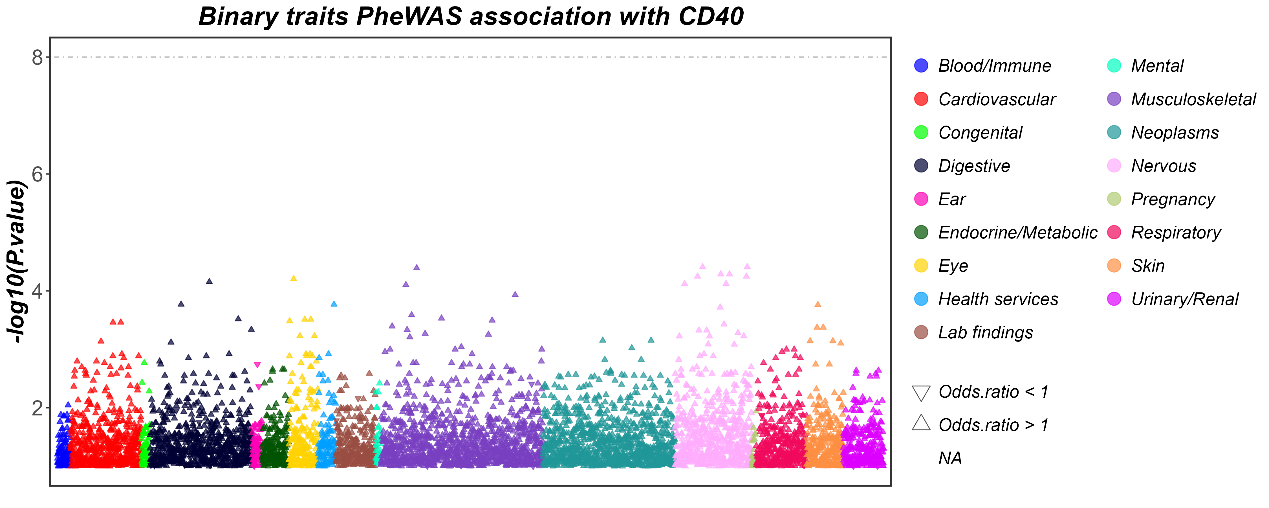 Binary traits PheWAS association with CD40
-log10(P.value)
8
6
4
2
Blood/Immune
Cardiovascular
Congenital
Digestive
Ear
Endocrine/Metabolic
Eye
Health services
Lab findings
Mental
Musculoskeletal
Neoplasms
Nervous
Pregnancy
Respiratory
Skin
Urinary/Renal
Odds.ratio < 1
Odds.ratio > 1
NA